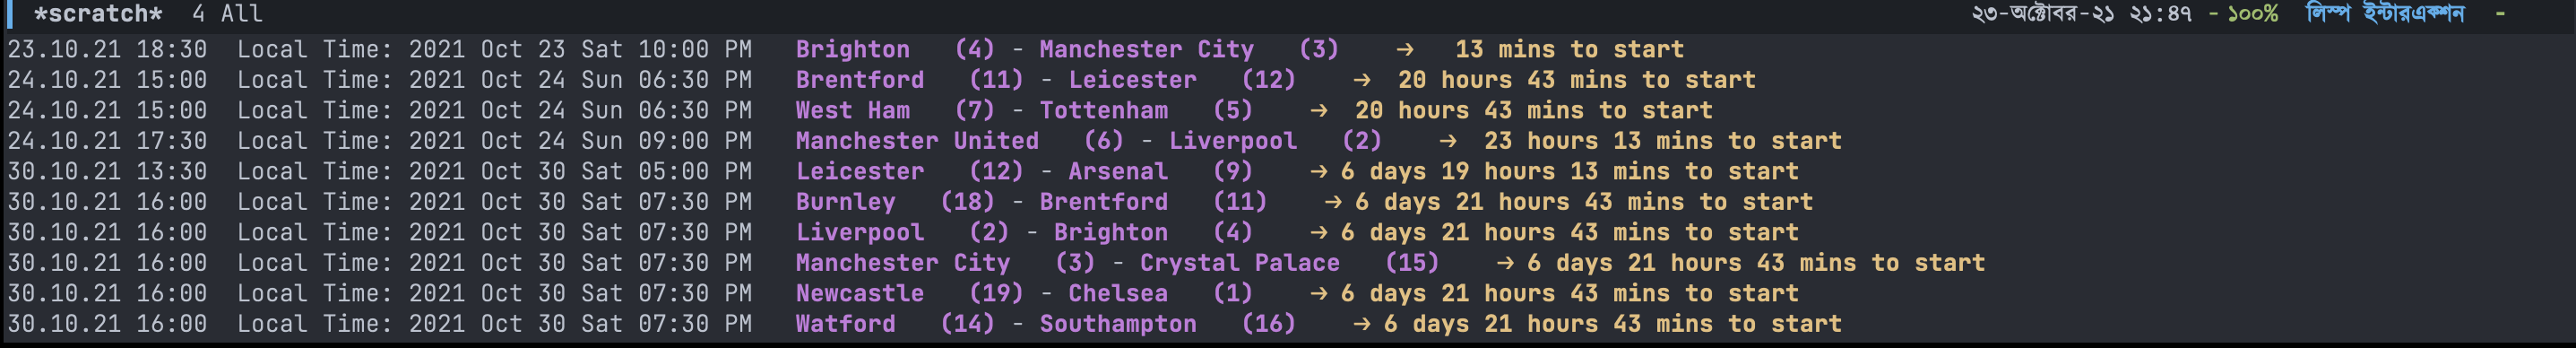 *scratch* 4 All ২৩-অক্টোবর-২১ ২১:৪৭ - ১০০% লিস্প ইন্টারএক্শন -
23.10.21 18:30 Local Time: 2021 Oct 23 Sat 10:00 PM Brighton (4) - Manchester City (3) → 13 mins to start
24.10.21 15:00 Local Time: 2021 Oct 24 Sun 06:30 PM Brentford (11) - Leicester (12) → 20 hours 43 mins to start
24.10.21 15:00 Local Time: 2021 Oct 24 Sun 06:30 PM West Ham (7) - Tottenham (5) → 20 hours 43 mins to start
24.10.21 17:30 Local Time: 2021 Oct 24 Sun 09:00 PM Manchester United (6) - Liverpool (2) → 23 hours 13 mins to start
30.10.21 13:30 Local Time: 2021 Oct 30 Sat 05:00 PM Leicester (12) - Arsenal (9) → 6 days 19 hours 13 mins to start
30.10.21 16:00 Local Time: 2021 Oct 30 Sat 07:30 PM Burnley (18) - Brentford (11) → 6 days 21 hours 43 mins to start
30.10.21 16:00 Local Time: 2021 Oct 30 Sat 07:30 PM Liverpool (2) - Brighton (4) → 6 days 21 hours 43 mins to start
30.10.21 16:00 Local Time: 2021 Oct 30 Sat 07:30 PM Manchester City (3) - Crystal Palace (15) → 6 days 21 hours 43 mins to start
30.10.21 16:00 Local Time: 2021 Oct 30 Sat 07:30 PM Newcastle (19) - Chelsea (1) → 6 days 21 hours 43 mins to start
30.10.21 16:00 Local Time: 2021 Oct 30 Sat 07:30 PM Watford (14) - Southampton (16) → 6 days 21 hours 43 mins to start